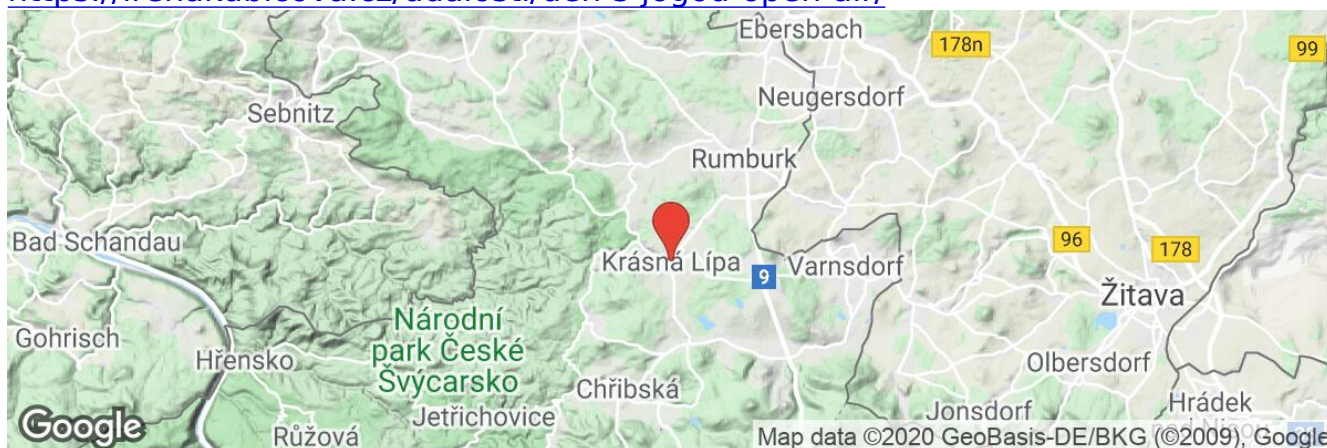 Ebersbach
178n
99
Sebnitz
Neugersdorf
Rumburk
Bad Schandau
Krásná Lípa
9
Varnsdorf
96
178
Žitava
Gohrisch
Hřensko
Národní
park České
Švýcarsko
Olbersdorf
Chřibská
Jetřichovice
Jonsdorf
Hrádek
Růžová
Google
Map data ©2020 GeoBasis-DE/BKG (©2009), Google